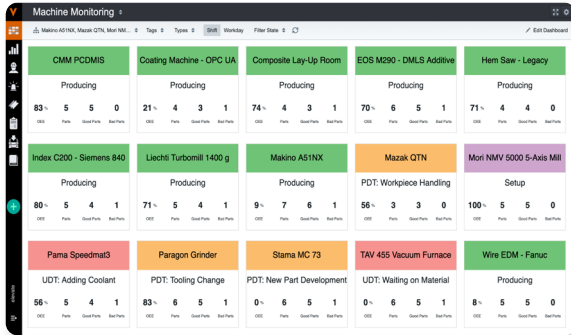 Machine Monitoring
Makino A51NX, Mazak QTN, Mori NM... Tags Types Shift Workday Filter State Edit Dashboard
CMM PCDMIS Coating Machine - OPC UA Composite Lay-Up Room EOS M290 - DMLS Additive Hem Saw - Legacy
Producing Producing Producing Producing Producing
83 % 5 5 0 21 % 4 3 1 74 % 4 3 1 70 % 6 5 1 71 % 4 4 0
OEE Parts Good Parts Bad Parts OEE Parts Good Parts Bad Parts OEE Parts Good Parts Bad Parts OEE Parts Good Parts Bad Parts OEE Parts Good Parts Bad Parts
Index C200 - Siemens 840 Liechti Turbomill 1400 g Makino A51NX Mazak QTN Mori NMV 5000 5-Axis Mill
Producing Producing Producing PDT: Workpiece Handling Setup
80 % 5 4 1 71 % 5 4 1 9 % 7 6 1 56 % 3 3 0 100 % 5 5 0
OEE Parts Good Parts Bad Parts OEE Parts Good Parts Bad Parts OEE Parts Good Parts Bad Parts OEE Parts Good Parts Bad Parts OEE Parts Good Parts Bad Parts
Pama Speedmat3 Paragon Grinder Stama MC 73 TAV 455 Vacuum Furnace Wire EDM - Fanuc
UDT: Adding Coolant PDT: Tooling Change PDT: New Part Development UDT: Waiting on Material Producing
56 % 5 4 1 83 % 6 5 1 0 % 6 5 1 0 % 6 5 1 8 % 5 5 0
OEE Parts Good Parts Bad Parts OEE Parts Good Parts Bad Parts OEE Parts Good Parts Bad Parts OEE Parts Good Parts Bad Parts OEE Parts Good Parts Bad Parts